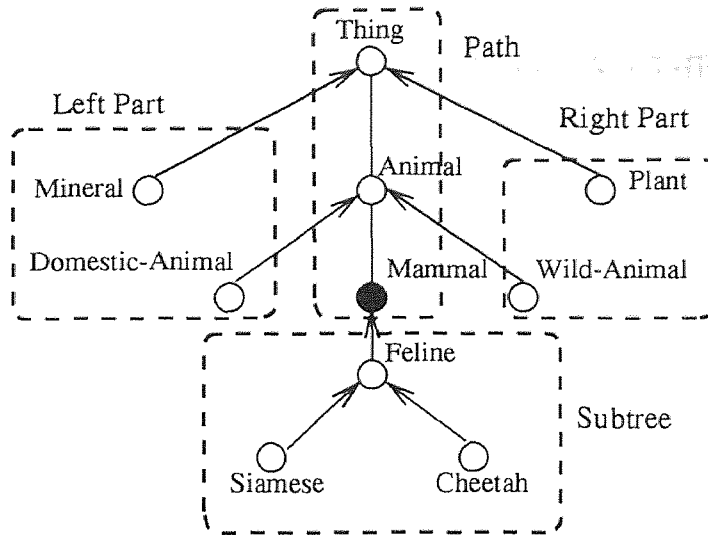 Thing
Path
Left Part
Right Part
Mineral
Animal
Plant
Domestic-Animal
Mammal
Wild-Animal
Feline
Subtree
Siamese
Cheetah